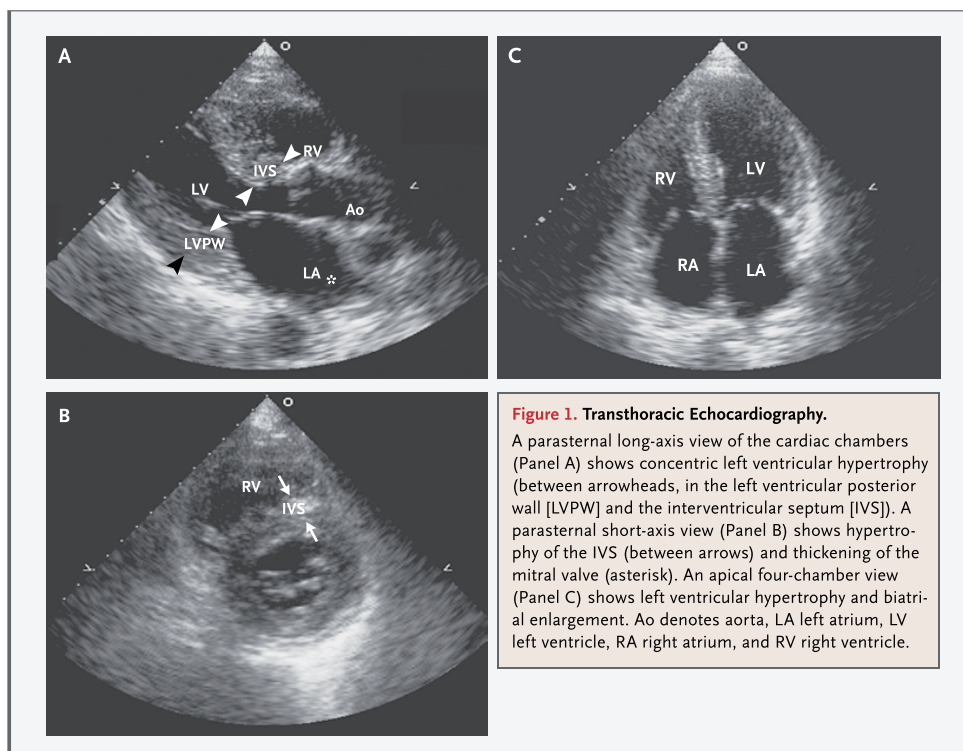 A
RV
IVS
LV
Ao
LVPW
LA *
C
RV
LV
RA
LA
B
RV
IVS
Figure 1. Transthoracic Echocardiography.
A parasternal long-axis view of the cardiac chambers
(Panel A) shows concentric left ventricular hypertrophy
(between arrowheads, in the left ventricular posterior
wall [LVPW] and the interventricular septum [IVS]). A
parasternal short-axis view (Panel B) shows hypertro-
phy of the IVS (between arrows) and thickening of the
mitral valve (asterisk). An apical four-chamber view
(Panel C) shows left ventricular hypertrophy and biatri-
al enlargement. Ao denotes aorta, LA left atrium, LV
left ventricle, RA right atrium, and RV right ventricle.